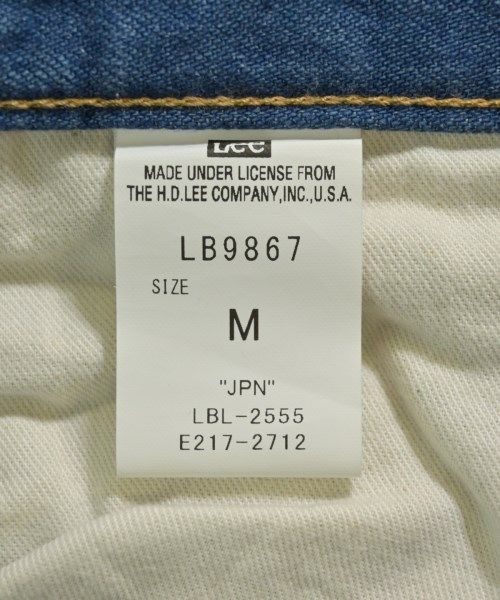 Lee
MADE UNDER LICENSE FROM
THE H.D.LEE COMPANY,INC.,U.S.A.
LB9867
SIZE
M
"JPN"
LBL-2555
E217-2712